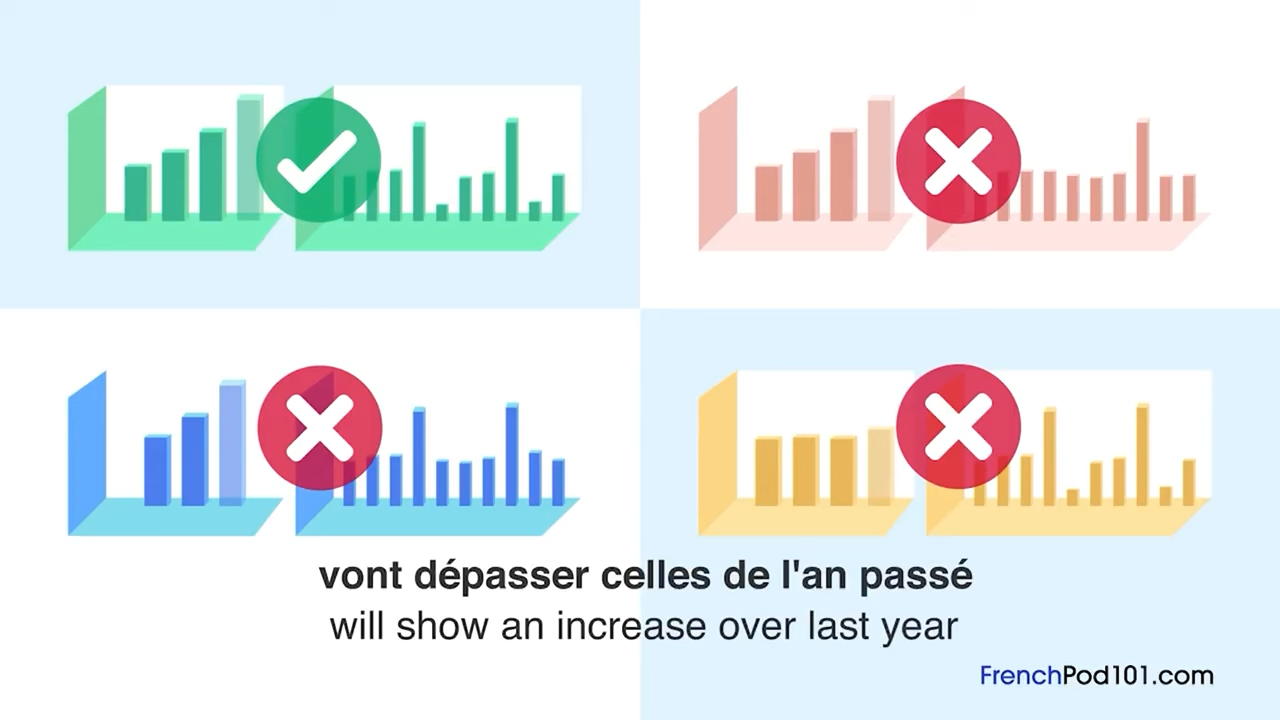 vont dépasser celles de l'an passé
will show an increase over last year
FrenchPod101.com